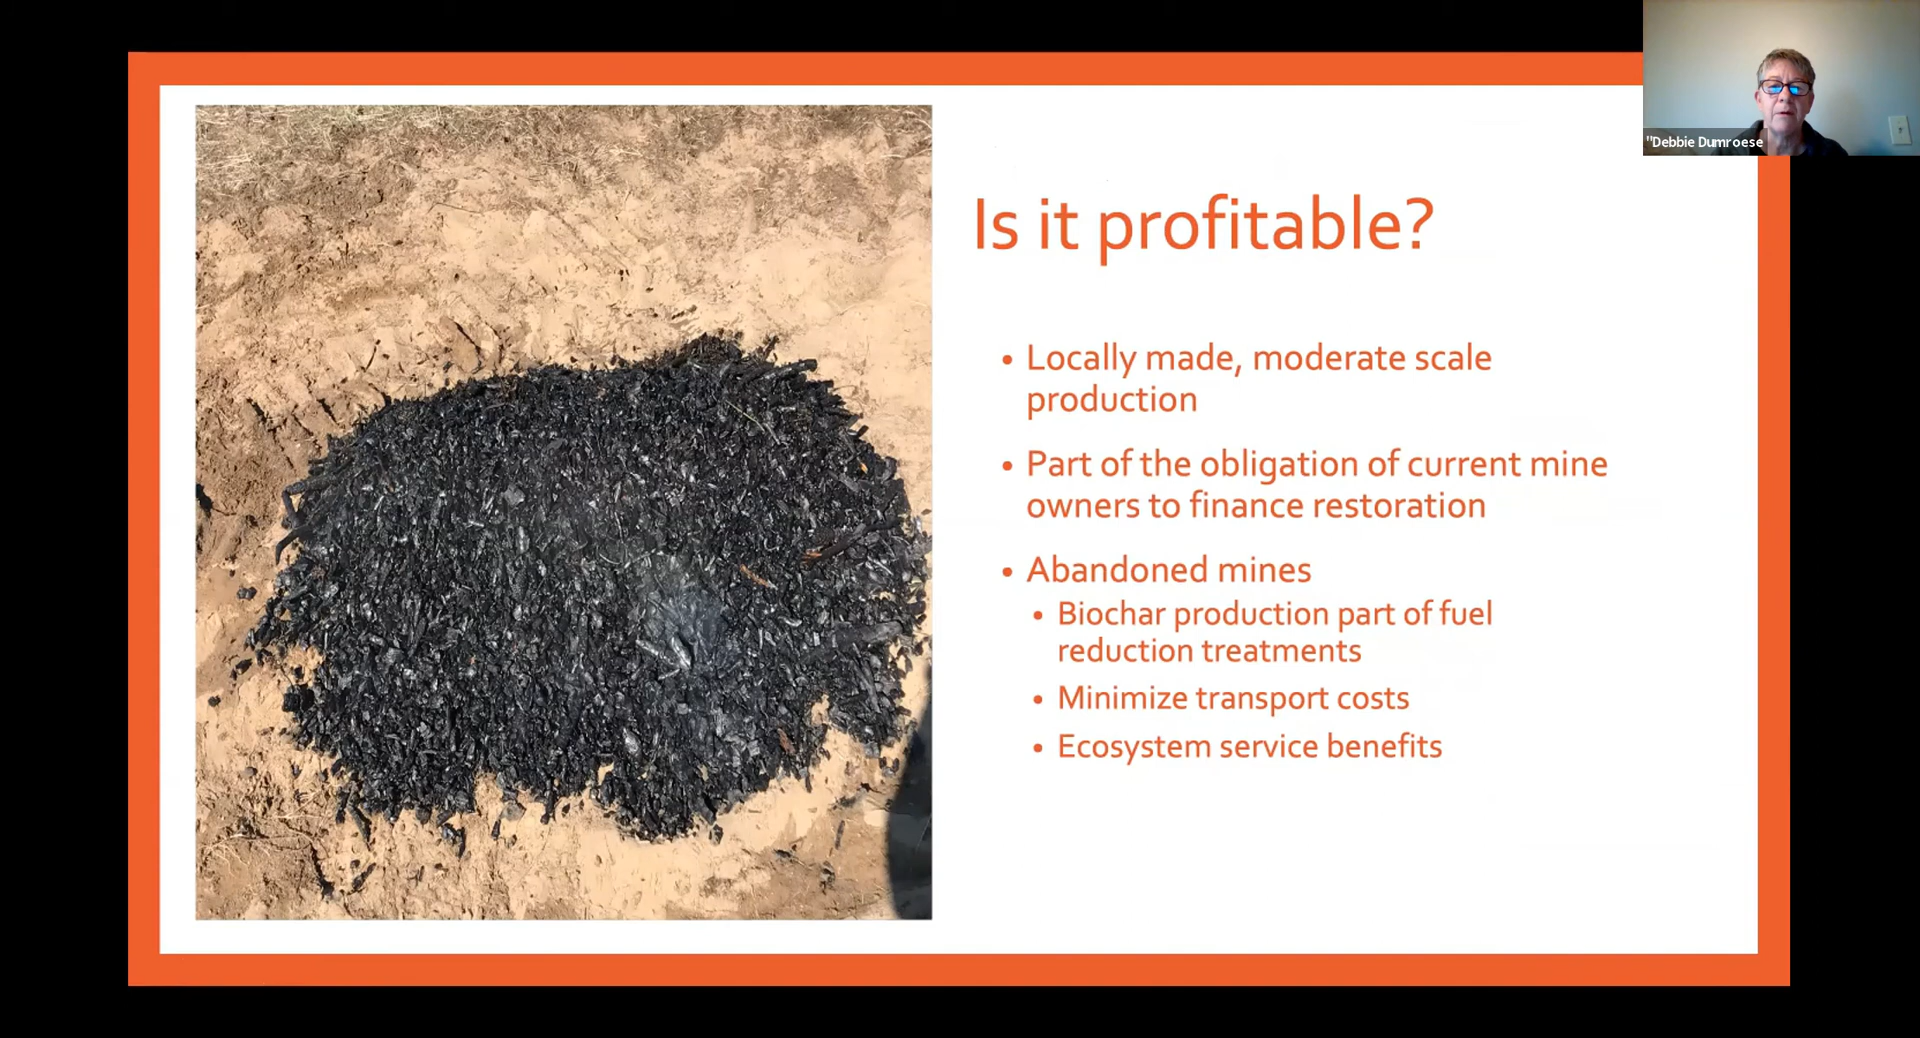 "Debbie Dumroese
Is it profitable?
• Locally made, moderate scale
production
• Part of the obligation of current mine
owners to finance restoration
• Abandoned mines
• Biochar production part of fuel
reduction treatments
• Minimize transport costs
• Ecosystem service benefits